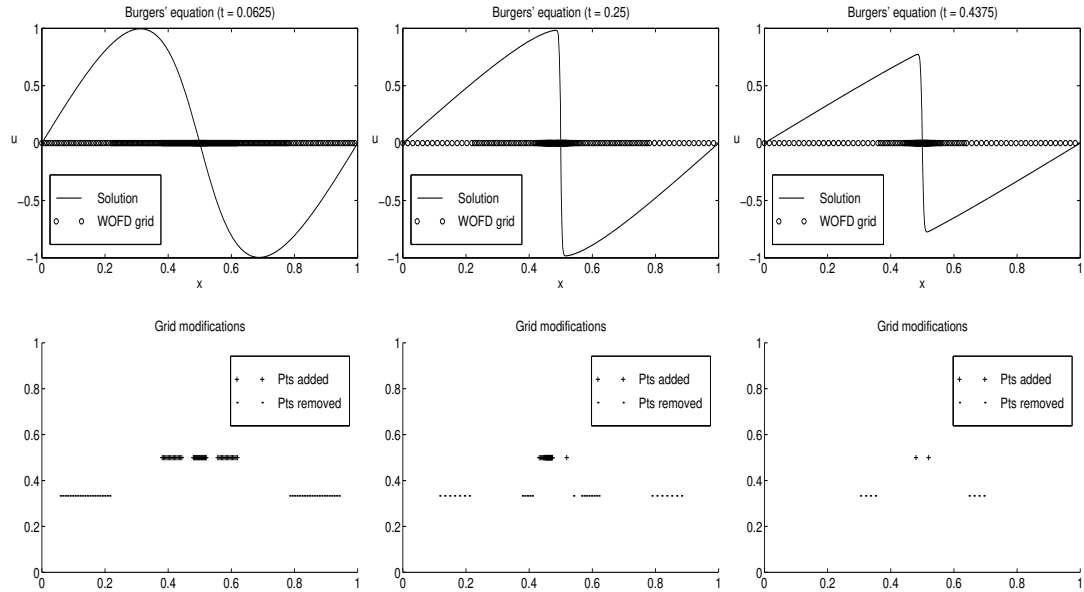 Burgers' equation (t = 0.0625)
1
0.5
0
−0.5
−1
u
Solution
WOFD grid
0 0.2 0.4 0.6 0.8 1
x
Burgers' equation (t = 0.25)
1
0.5
0
−0.5
−1
u
Solution
WOFD grid
0 0.2 0.4 0.6 0.8 1
x
Burgers' equation (t = 0.4375)
1
0.5
0
−0.5
−1
u
Solution
WOFD grid
0 0.2 0.4 0.6 0.8 1
x
Grid modifications
1
0.8
0.6
0.4
0.2
0
Pts added
Pts removed
0 0.2 0.4 0.6 0.8 1
Grid modifications
1
0.8
0.6
0.4
0.2
0
Pts added
Pts removed
0 0.2 0.4 0.6 0.8 1
Grid modifications
1
0.8
0.6
0.4
0.2
0
Pts added
Pts removed
0 0.2 0.4 0.6 0.8 1